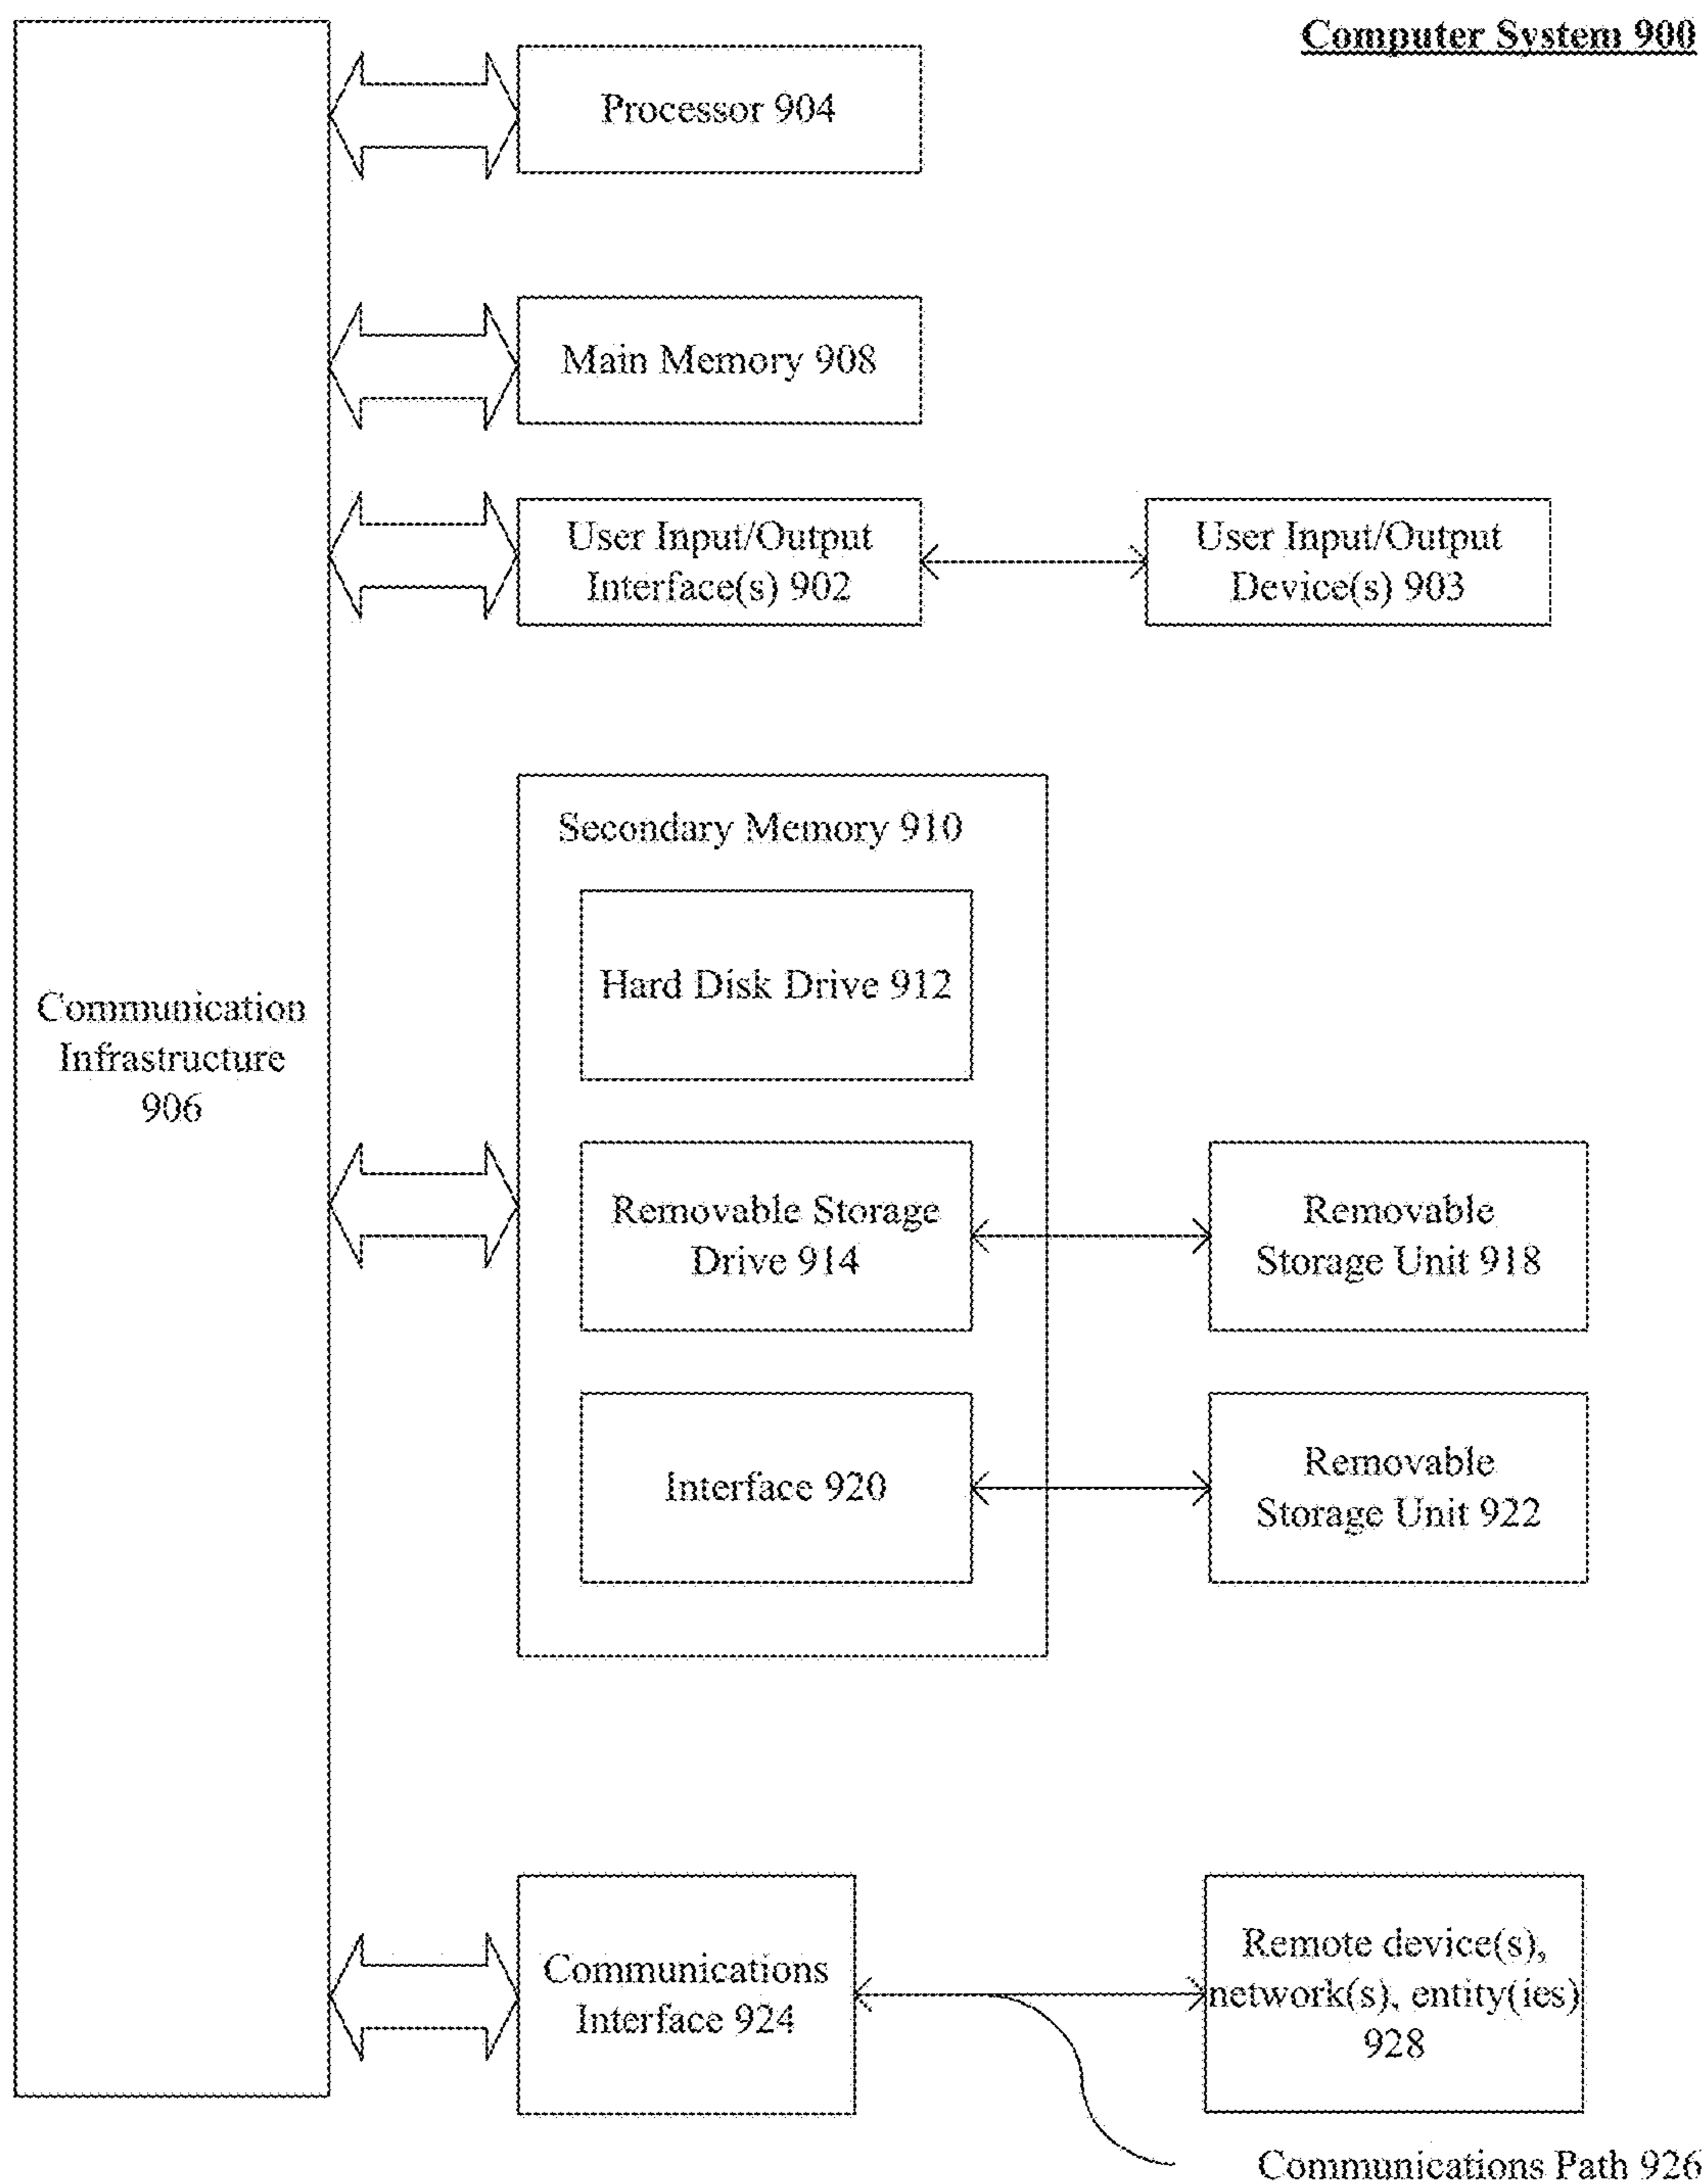 Computer System 900
Processor 904
Main Memory 908
User Input/Output
Interface(s) 902
User Input/Output
Device(s) 903
Secondary Memory 910
Hard Disk Drive 912
Communication
Infrastructure
906
Removable Storage
Drive 914
Removable
Storage Unit 918
Interface 920
Removable
Storage Unit 922
Communications
Interface 924
Remote device(s),
network(s), entity(ies)
928
Communications Path 926